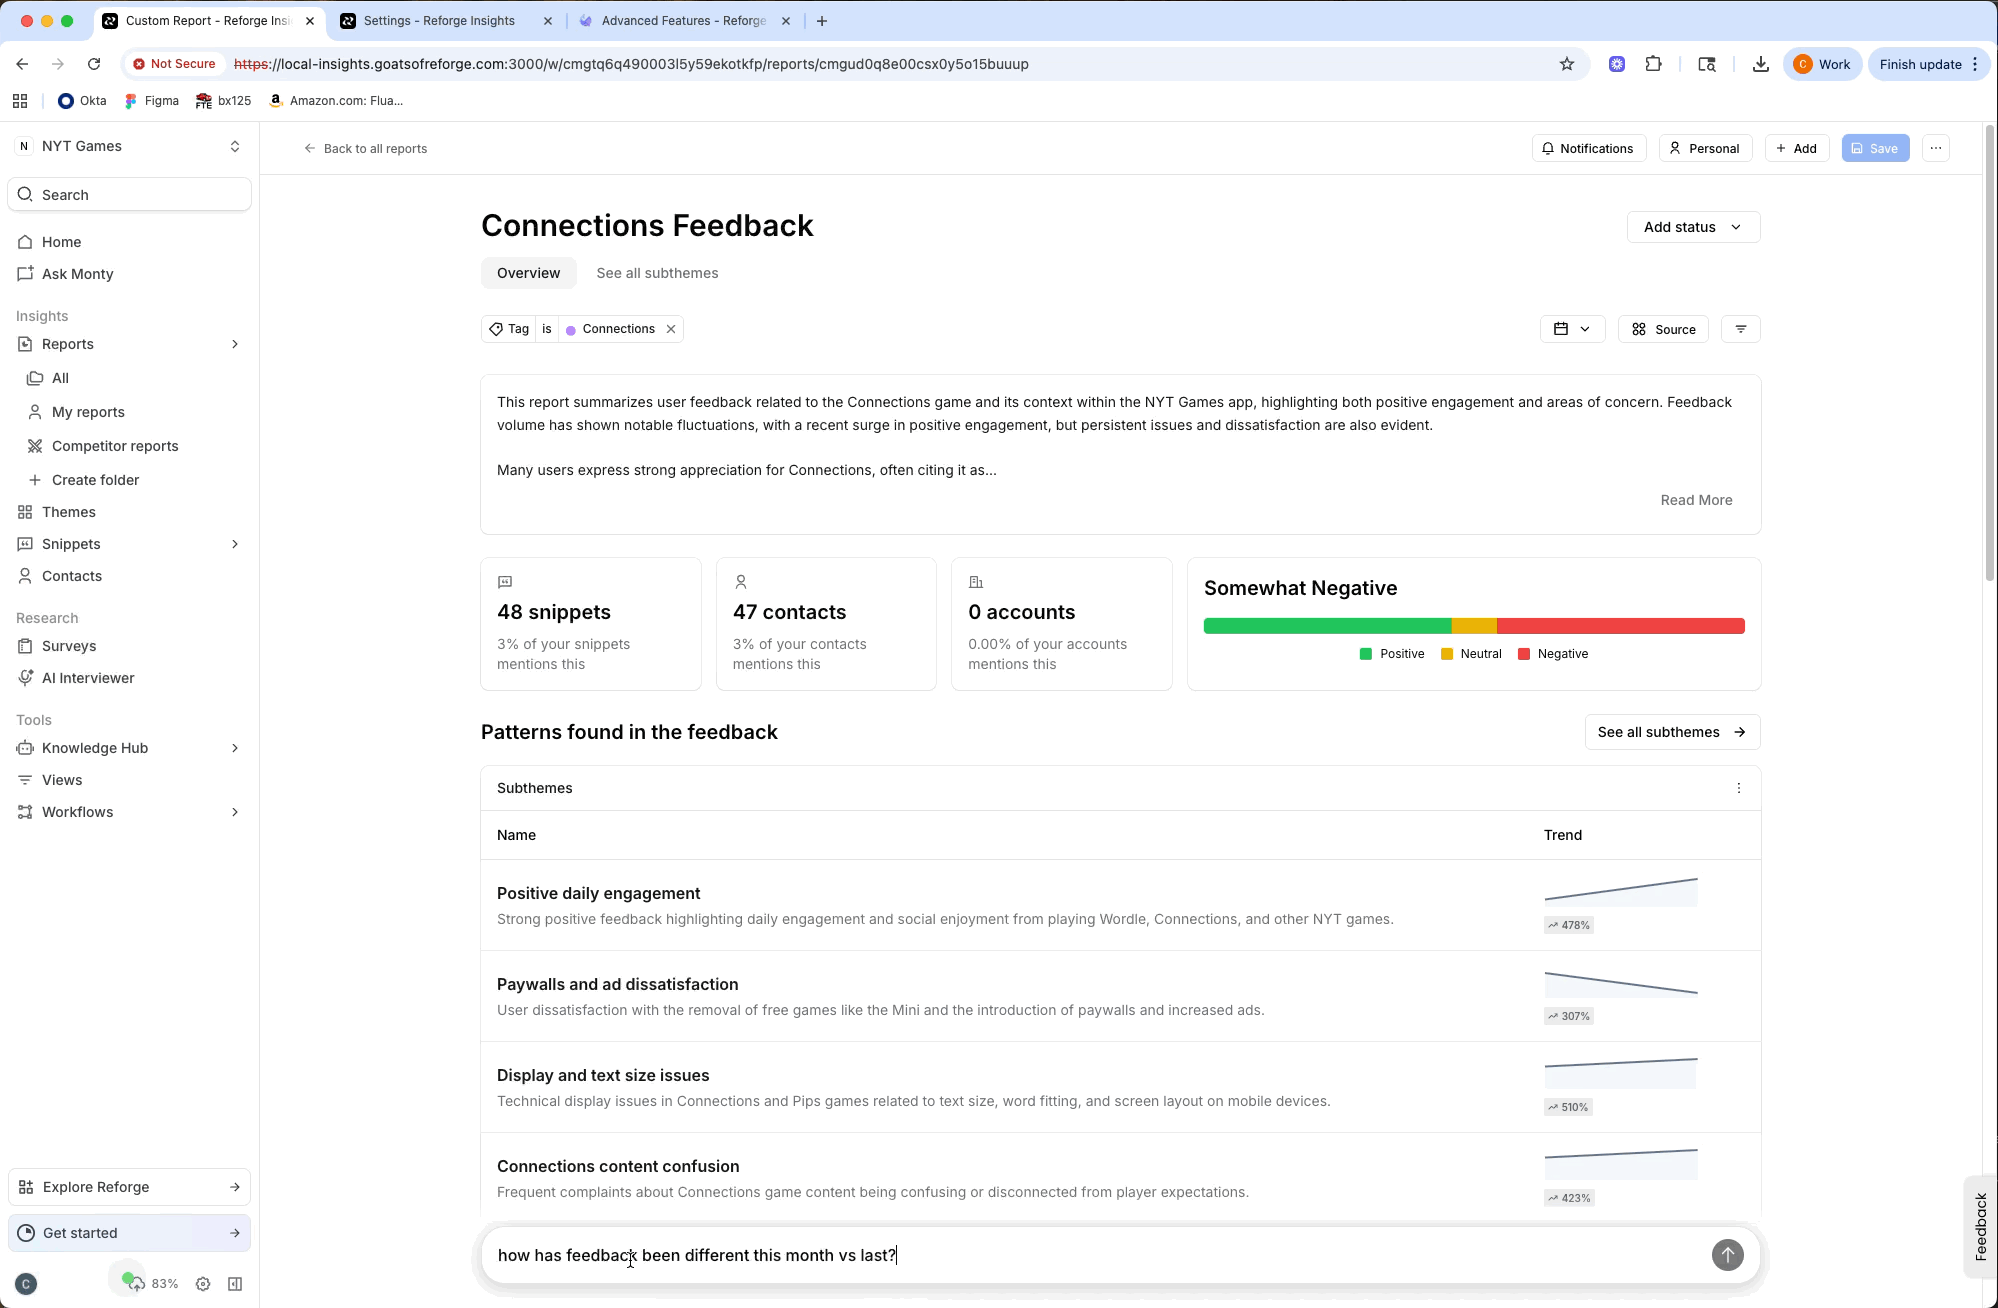 Custom Report - Reforge Insi
Settings - Reforge Insights
Advanced Features - Reforge
Not Secure
https://local-insights.goatsofreforge.com:3000/w/cmgtq6q490003l5y59ekotkfp/reports/cmgud0q8e00csx0y5o15buuup
C Work
Finish update
Okta
Figma
FTE bx125
Amazon.com: Flua...
N NYT Games
Search
Home
Ask Monty
Insights
Reports
All
My reports
Competitor reports
Create folder
Themes
Snippets
Contacts
Research
Surveys
AI Interviewer
Tools
Knowledge Hub
Views
Workflows
Explore Reforge
Get started
C
83%
Back to all reports
Notifications
Personal
Add
Save
Connections Feedback
Add status
Overview
See all subthemes
Tag is Connections
Source
This report summarizes user feedback related to the Connections game and its context within the NYT Games app, highlighting both positive engagement and areas of concern. Feedback
volume has shown notable fluctuations, with a recent surge in positive engagement, but persistent issues and dissatisfaction are also evident.
Many users express strong appreciation for Connections, often citing it as...
Read More
48 snippets
3% of your snippets
mentions this
47 contacts
3% of your contacts
mentions this
0 accounts
0.00% of your accounts
mentions this
Somewhat Negative
Positive
Neutral
Negative
Patterns found in the feedback
See all subthemes
Subthemes
Name
Trend
Positive daily engagement
Strong positive feedback highlighting daily engagement and social enjoyment from playing Wordle, Connections, and other NYT games.
478%
Paywalls and ad dissatisfaction
User dissatisfaction with the removal of free games like the Mini and the introduction of paywalls and increased ads.
307%
Display and text size issues
Technical display issues in Connections and Pips games related to text size, word fitting, and screen layout on mobile devices.
510%
Connections content confusion
Frequent complaints about Connections game content being confusing or disconnected from player expectations.
423%
how has feedback been different this month vs last?
Feedback